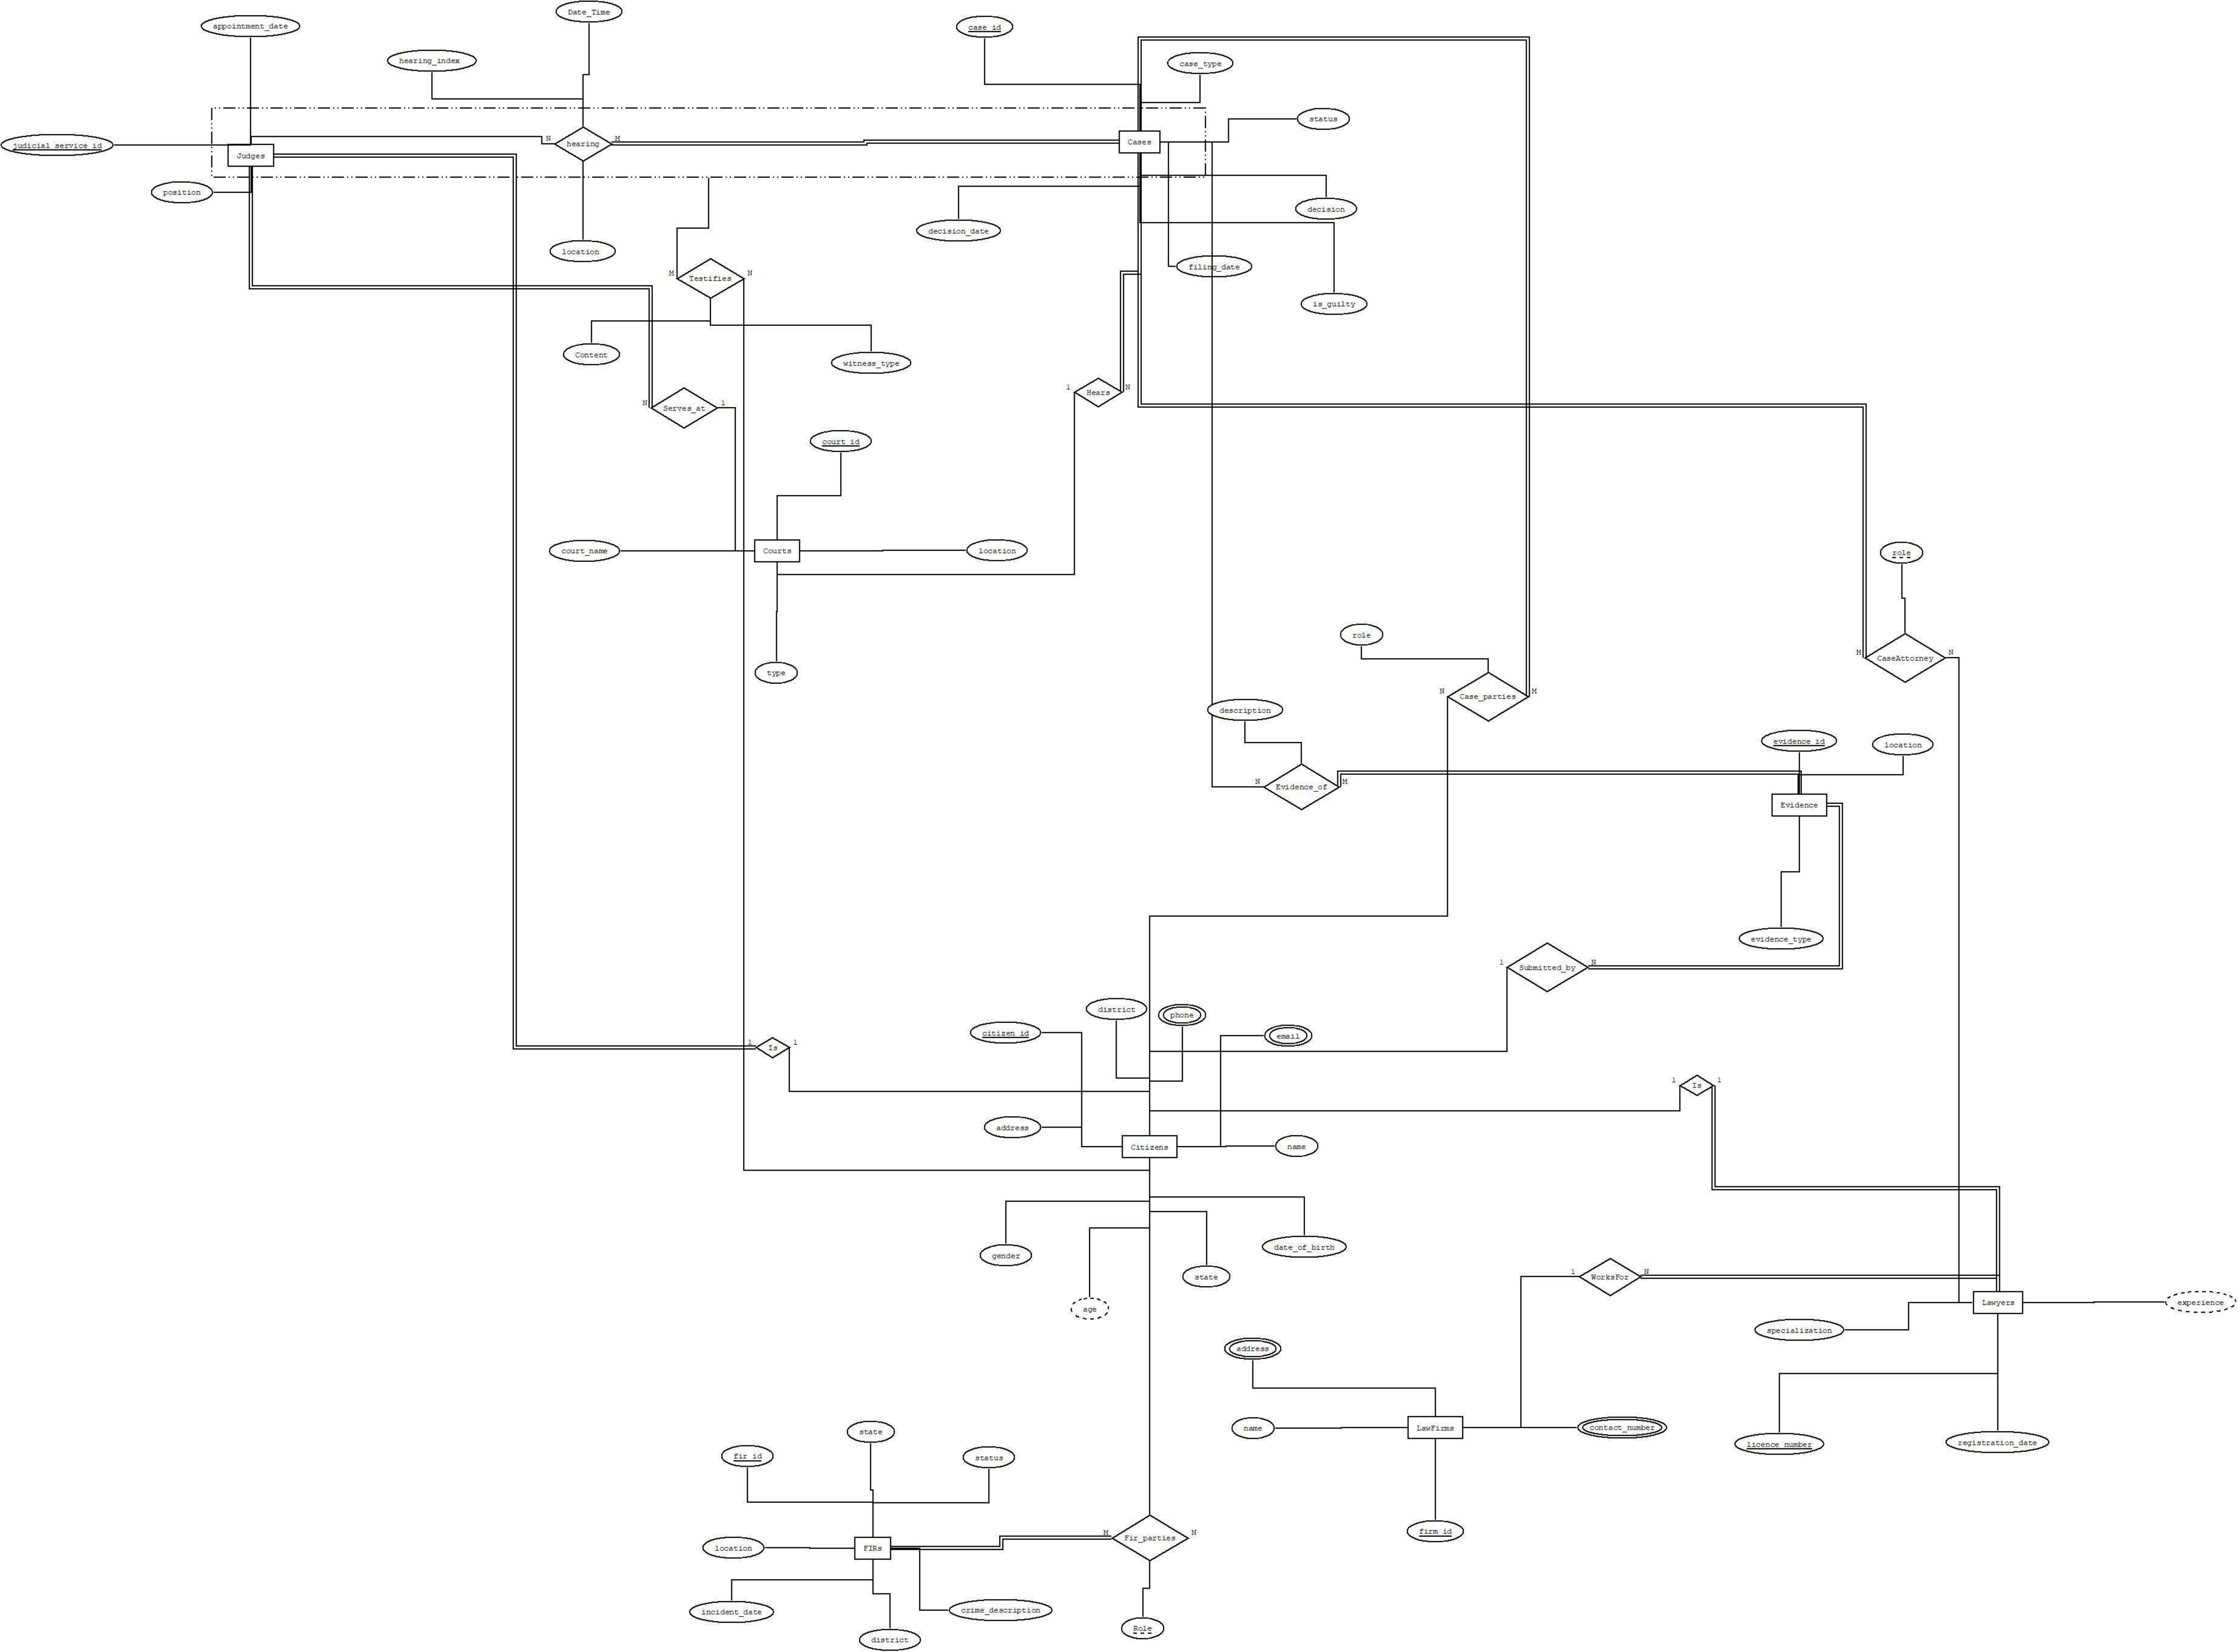 Date_Time
appointment_date
case_id
hearing_index
case_type
status
N
M
hearing
Cases
judicial_service_id
Judges
position
decision
decision_date
location
filing_date
M
N
Testifies
is_guilty
Content
witness_type
1
N
Hears
N
1
Serves_at
court_id
court_name
Courts
location
role
role
M
N
CaseAttorney
type
N
M
Case_parties
description
evidence_id
location
N
M
Evidence_of
Evidence
evidence_type
1
N
Submitted_by
district
phone
citizen_id
email
1
1
Is
1
1
Is
address
Citizens
name
date_of_birth
gender
state
1
N
WorksFor
age
Lawyers
experience
specialization
address
name
LawFirms
contact_number
state
licence_number
registration_date
fir_id
status
firm_id
M
N
Fir_parties
location
FIRs
incident_date
crime_description
Role
district